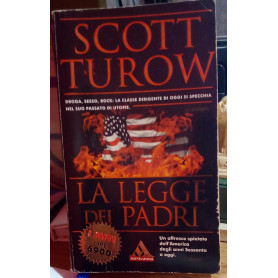 SCOTT
TUROW
DROGA, SESSO, ROCK: LA CLASSE DIRIGENTE DI OGGI SI SPECCHIA
NEL SUO PASSATO DI UTOPIE.
LA LEGGE
DEI PADRI
6900
Un affresco spietato
dell'America
degli anni Sessanta
a oggi.